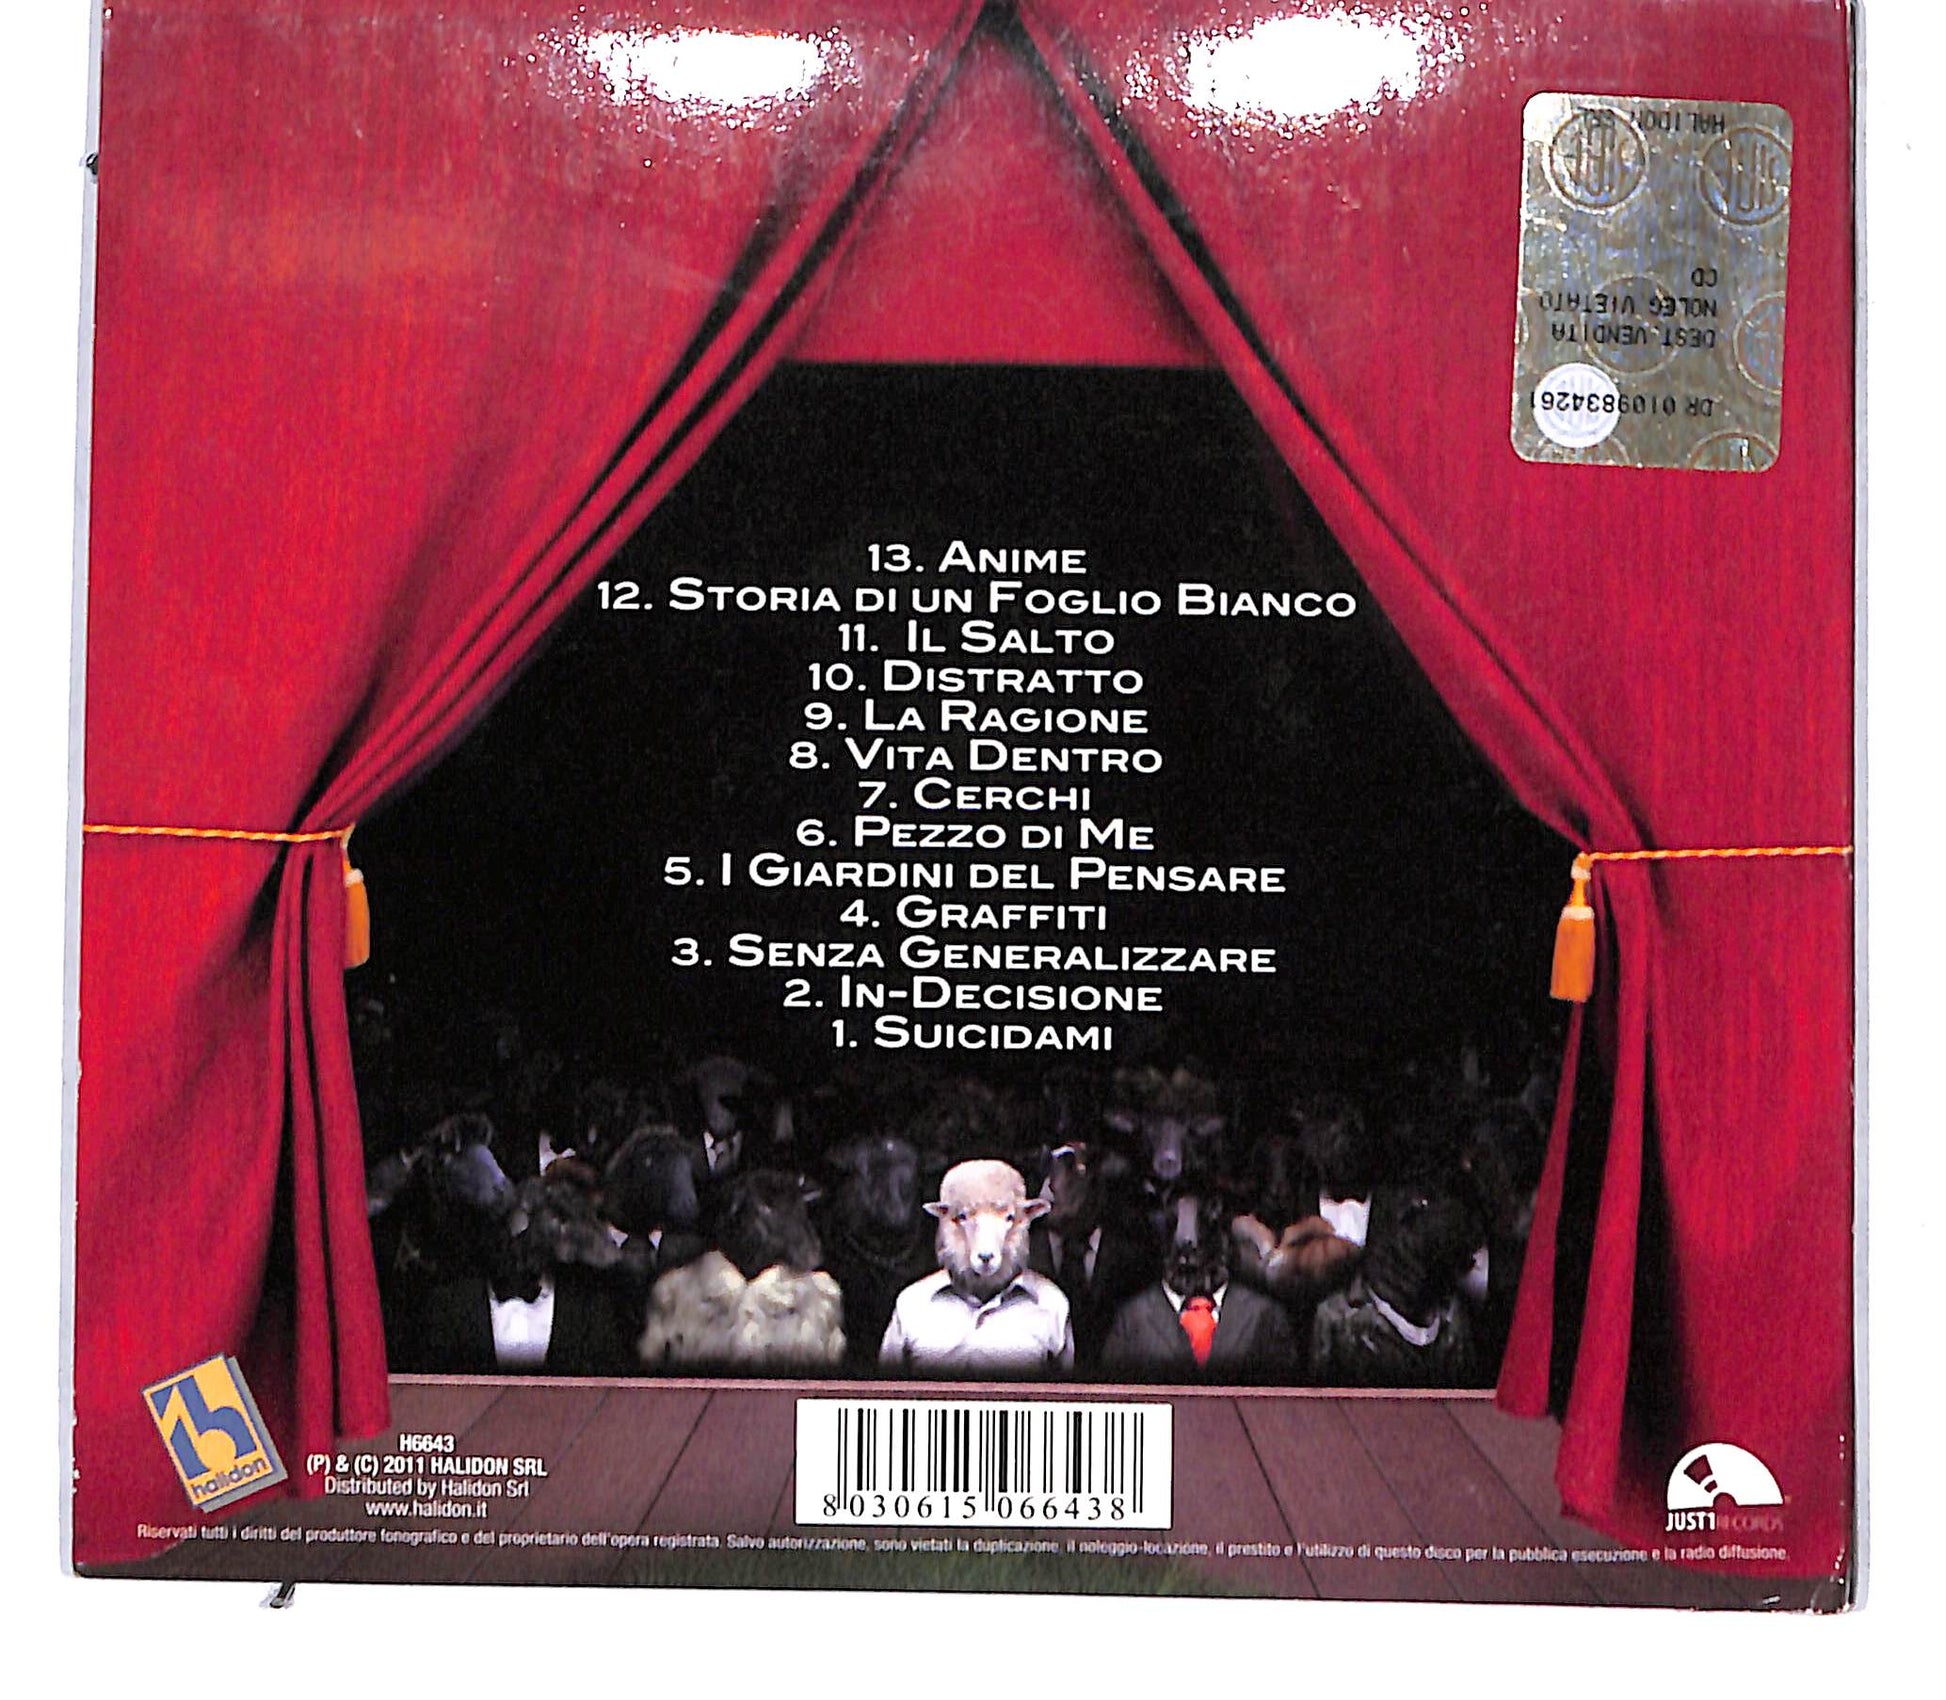 HALIDON SRL
CD
NOLEG VIETATO
DEST.VENDITA
DR 0109834261
13. ANIME
12. STORIA DI UN FOGLIO BIANCO
11. IL SALTO
10. DISTRATTO
9. LA RAGIONE
8. VITA DENTRO
7. CERCHI
6. PEZZO DI ME
5. I GIARDINI DEL PENSARE
4. GRAFFITI
3. SENZA GENERALIZZARE
2. IN-DECISIONE
1. SUICIDAMI
halidon
H6643
(P) & (C) 2011 HALIDON SRL
Distributed by Halidon Srl
www.halidon.it
8 030615 066438
JUST1RECORDS
Riservati tutti i diritti del produttore fonografico e del proprietario dell'opera registrata. Salvo autorizzazione, sono vietati la duplicazione, il noleggio-locazione, il prestito e l'utilizzo di questo disco per la pubblica esecuzione e la radio diffusione.